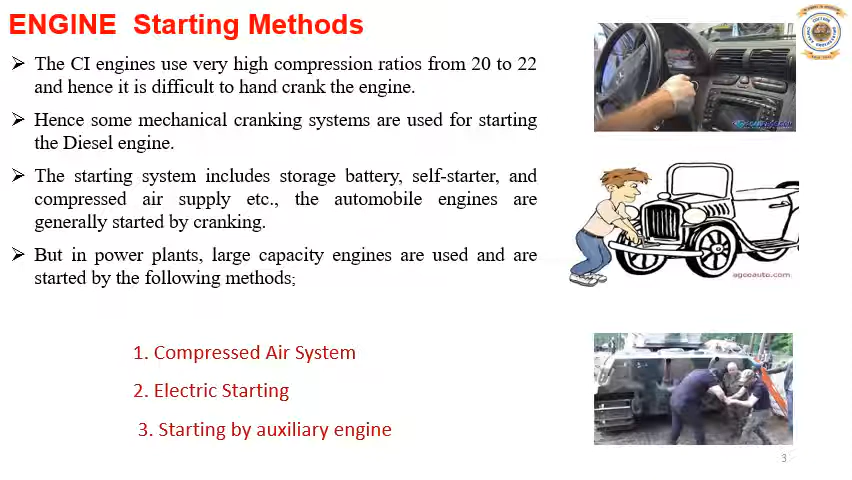 ENGINE Starting Methods
➢ The CI engines use very high compression ratios from 20 to 22
and hence it is difficult to hand crank the engine.
➢ Hence some mechanical cranking systems are used for starting
the Diesel engine.
➢ The starting system includes storage battery, self-starter, and
compressed air supply etc., the automobile engines are
generally started by cranking.
➢ But in power plants, large capacity engines are used and are
started by the following methods;
1. Compressed Air System
2. Electric Starting
3. Starting by auxiliary engine
agcoauto.com
3